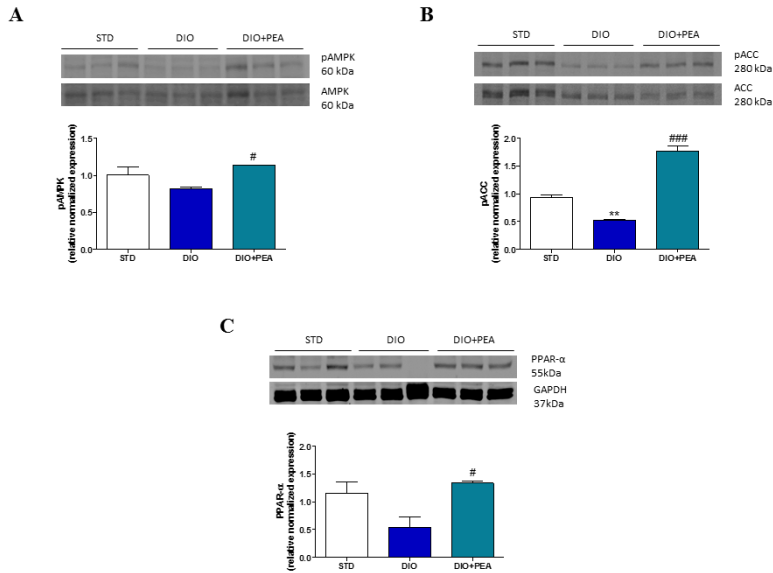 A
STD DIO DIO+PEA
pAMPK
60 kDa
AMPK
60 kDa
pAMPK
(relative normalized expression)
1.5
1.0
0.5
0.0
#
STD DIO DIO+PEA
B
STD DIO DIO+PEA
pACC
280 kDa
ACC
280 kDa
pACC
(relative normalized expression)
2.0
1.5
1.0
0.5
0.0
**
###
STD DIO DIO+PEA
C
STD DIO DIO+PEA
PPAR-α
55kDa
GAPDH
37kDa
PPAR-α
(relative normalized expression)
2.0
1.5
1.0
0.5
0.0
#
STD DIO DIO+PEA